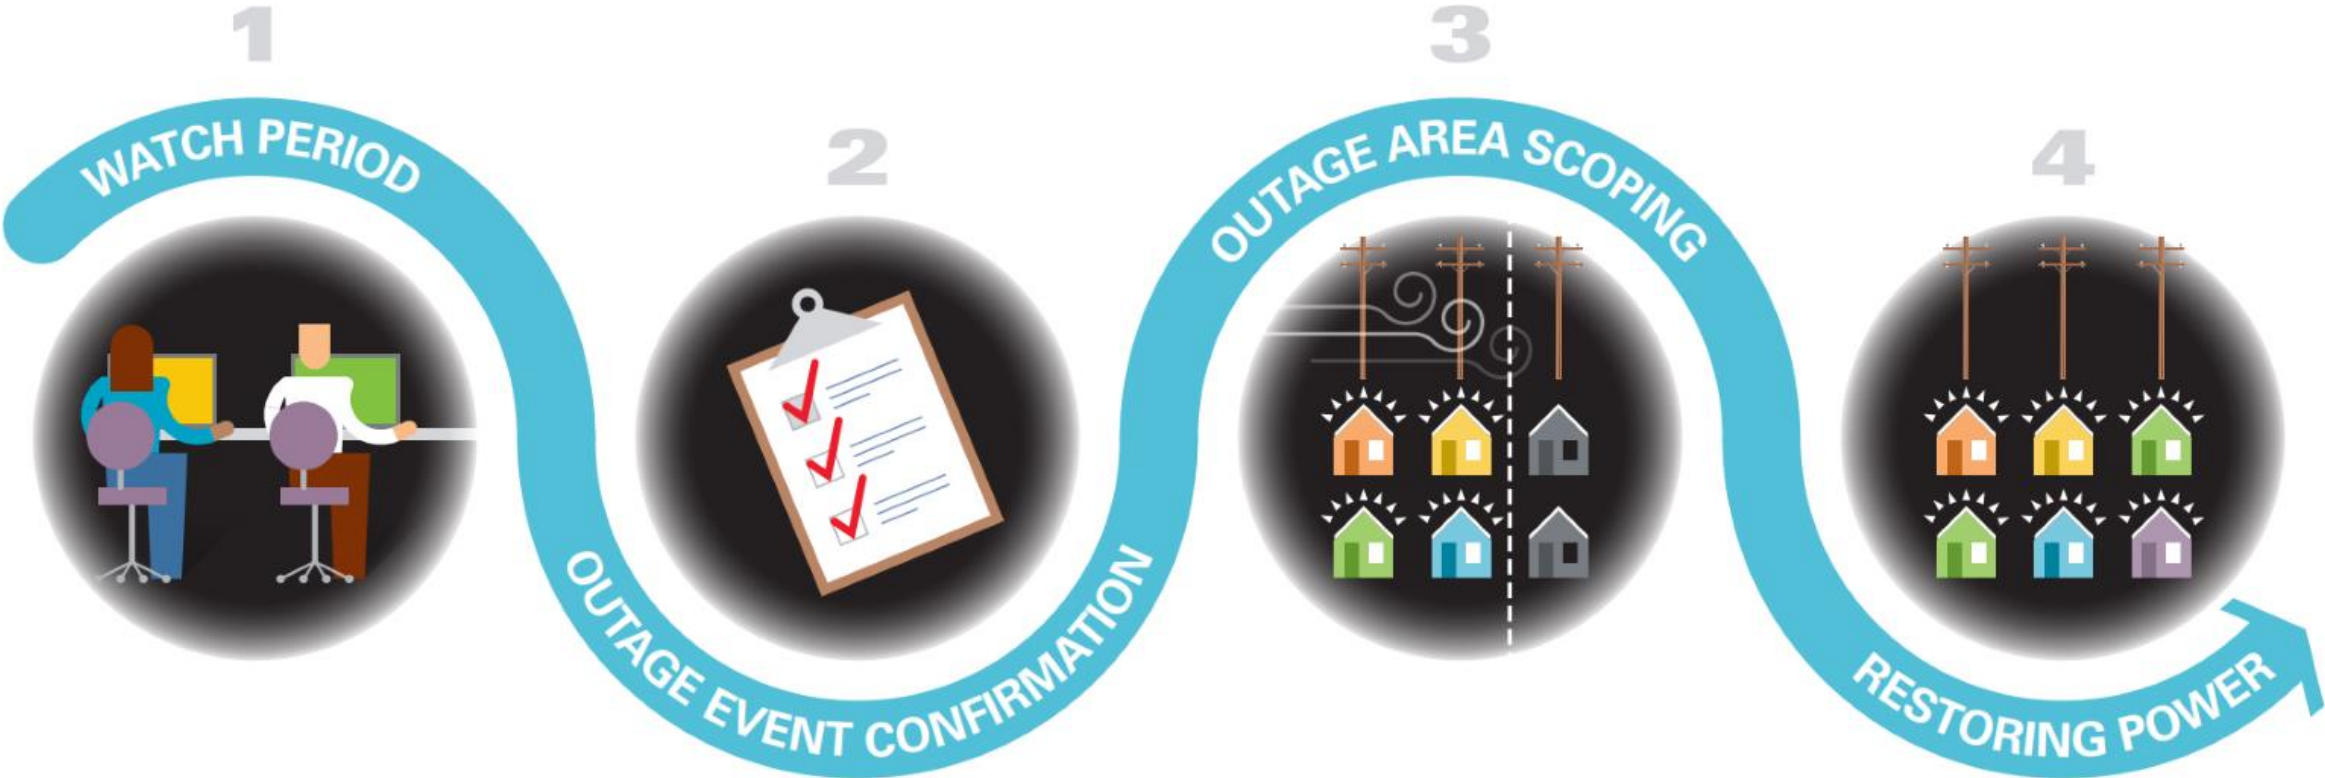 1
WATCH PERIOD
2
OUTAGE EVENT CONFIRMATION
3
OUTAGE AREA SCOPING
4
RESTORING POWER